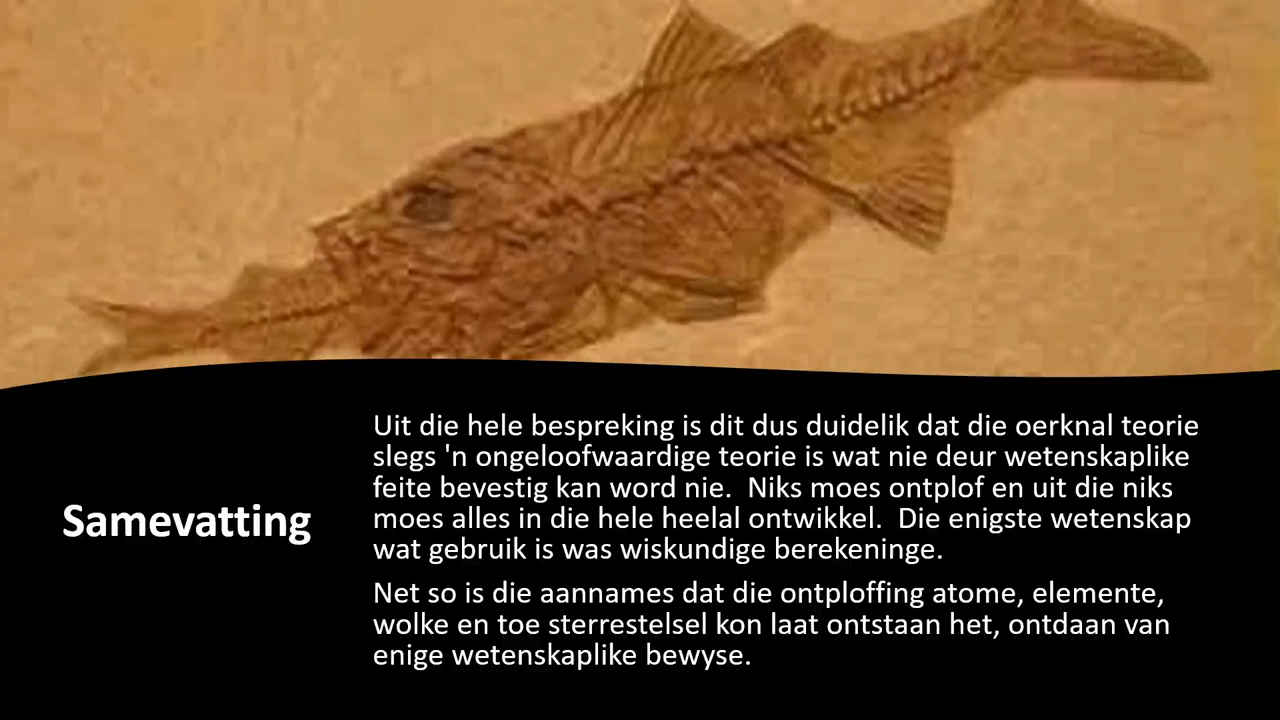 Samevatting
Uit die hele bespreking is dit dus duidelik dat die oerknal teorie
slegs 'n ongeloofwaardige teorie is wat nie deur wetenskaplike
feite bevestig kan word nie.  Niks moes ontplof en uit die niks
moes alles in die hele heelal ontwikkel.  Die enigste wetenskap
wat gebruik is was wiskundige berekeninge.
Net so is die aannames dat die ontploffing atome, elemente,
wolke en toe sterrestelsel kon laat ontstaan het, ontdaan van
enige wetenskaplike bewyse.